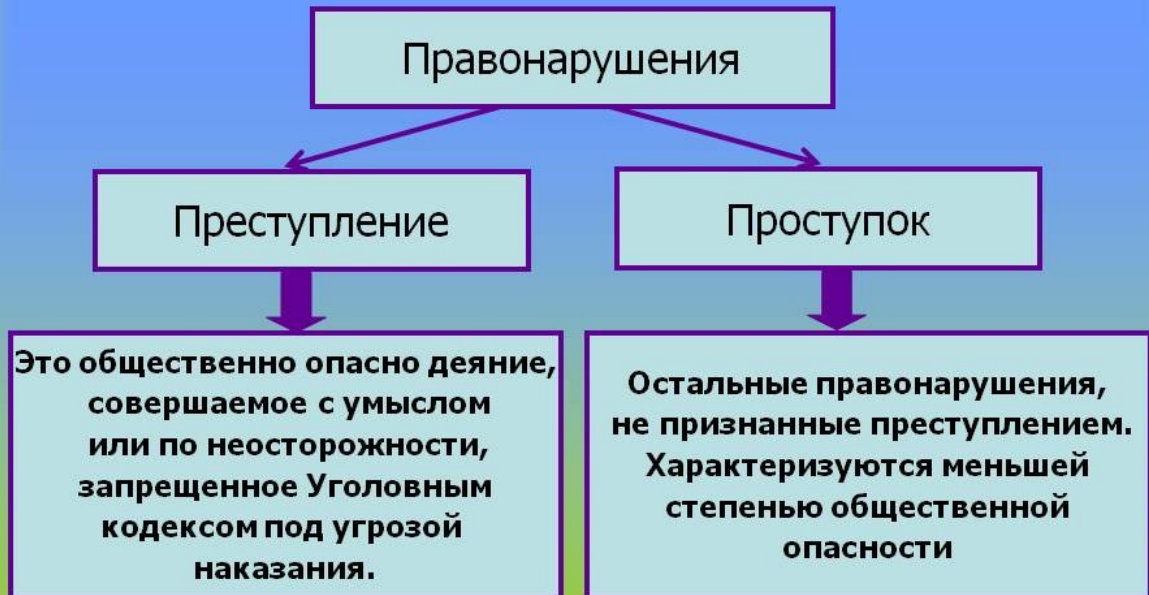 Правонарушения
Преступление
Проступок
Это общественно опасно деяние,
совершаемое с умыслом
или по неосторожности,
запрещенное Уголовным
кодексом под угрозой
наказания.
Остальные правонарушения,
не признанные преступлением.
Характеризуются меньшей
степенью общественной
опасности